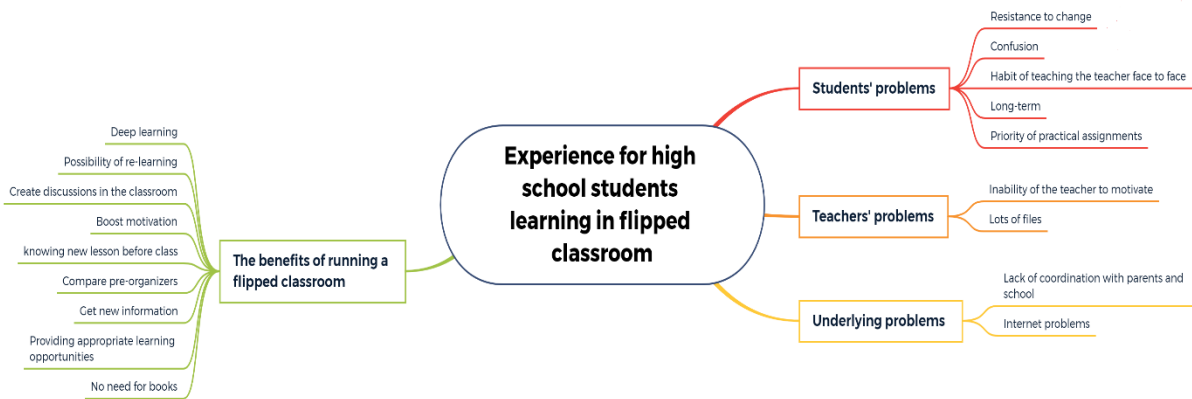 Experience for high
school students
learning in flipped
classroom
Students' problems
Resistance to change
Confusion
Habit of teaching the teacher face to face
Long-term
Priority of practical assignments
Teachers' problems
Inability of the teacher to motivate
Lots of files
Underlying problems
Lack of coordination with parents and
school
Internet problems
The benefits of running a
flipped classroom
Deep learning
Possibility of re-learning
Create discussions in the classroom
Boost motivation
knowing new lesson before class
Compare pre-organizers
Get new information
Providing appropriate learning
opportunities
No need for books